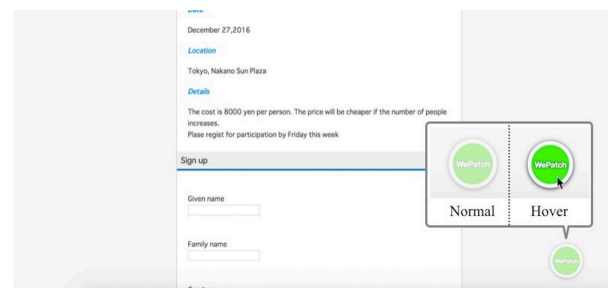 Date
December 27,2016
Location
Tokyo, Nakano Sun Plaza
Details
The cost is 8000 yen per person. The price will be cheaper if the number of people
increases.
Plase regist for participation by Friday this week
Sign up
Given name
Family name
WePatch
WePatch
Normal
Hover
WePatch